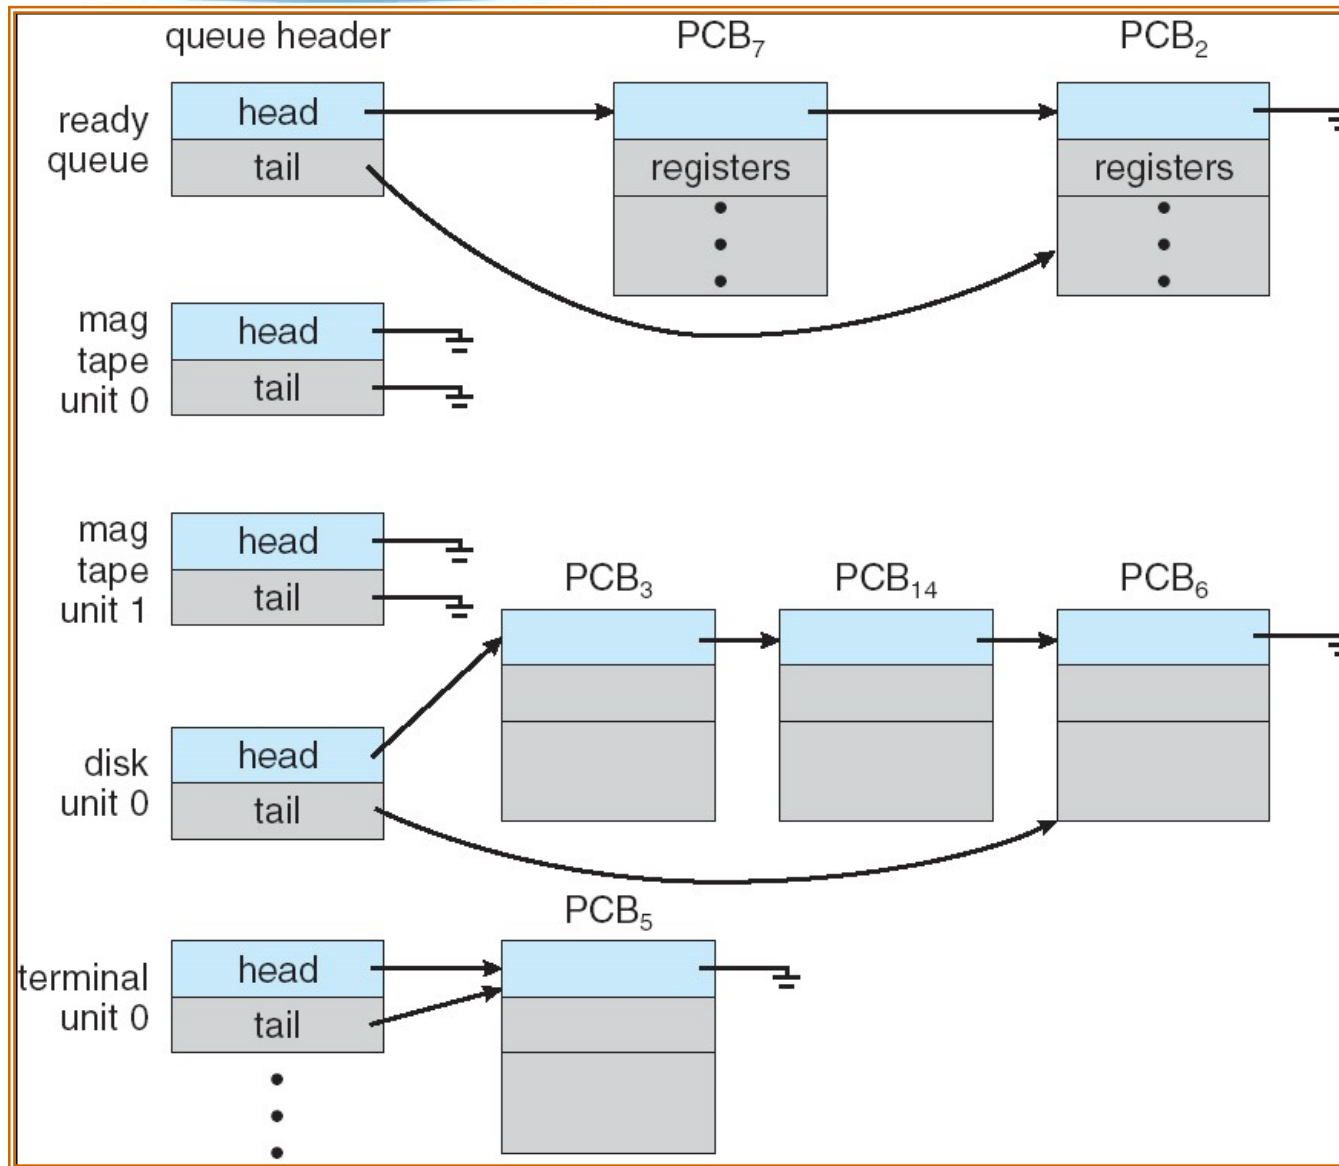 queue header
PCB₇
PCB₂
ready
queue
head
tail
registers
registers
mag
tape
unit 0
head
tail
mag
tape
unit 1
head
tail
PCB₃
PCB₁₄
PCB₆
disk
unit 0
head
tail
PCB₅
terminal
unit 0
head
tail